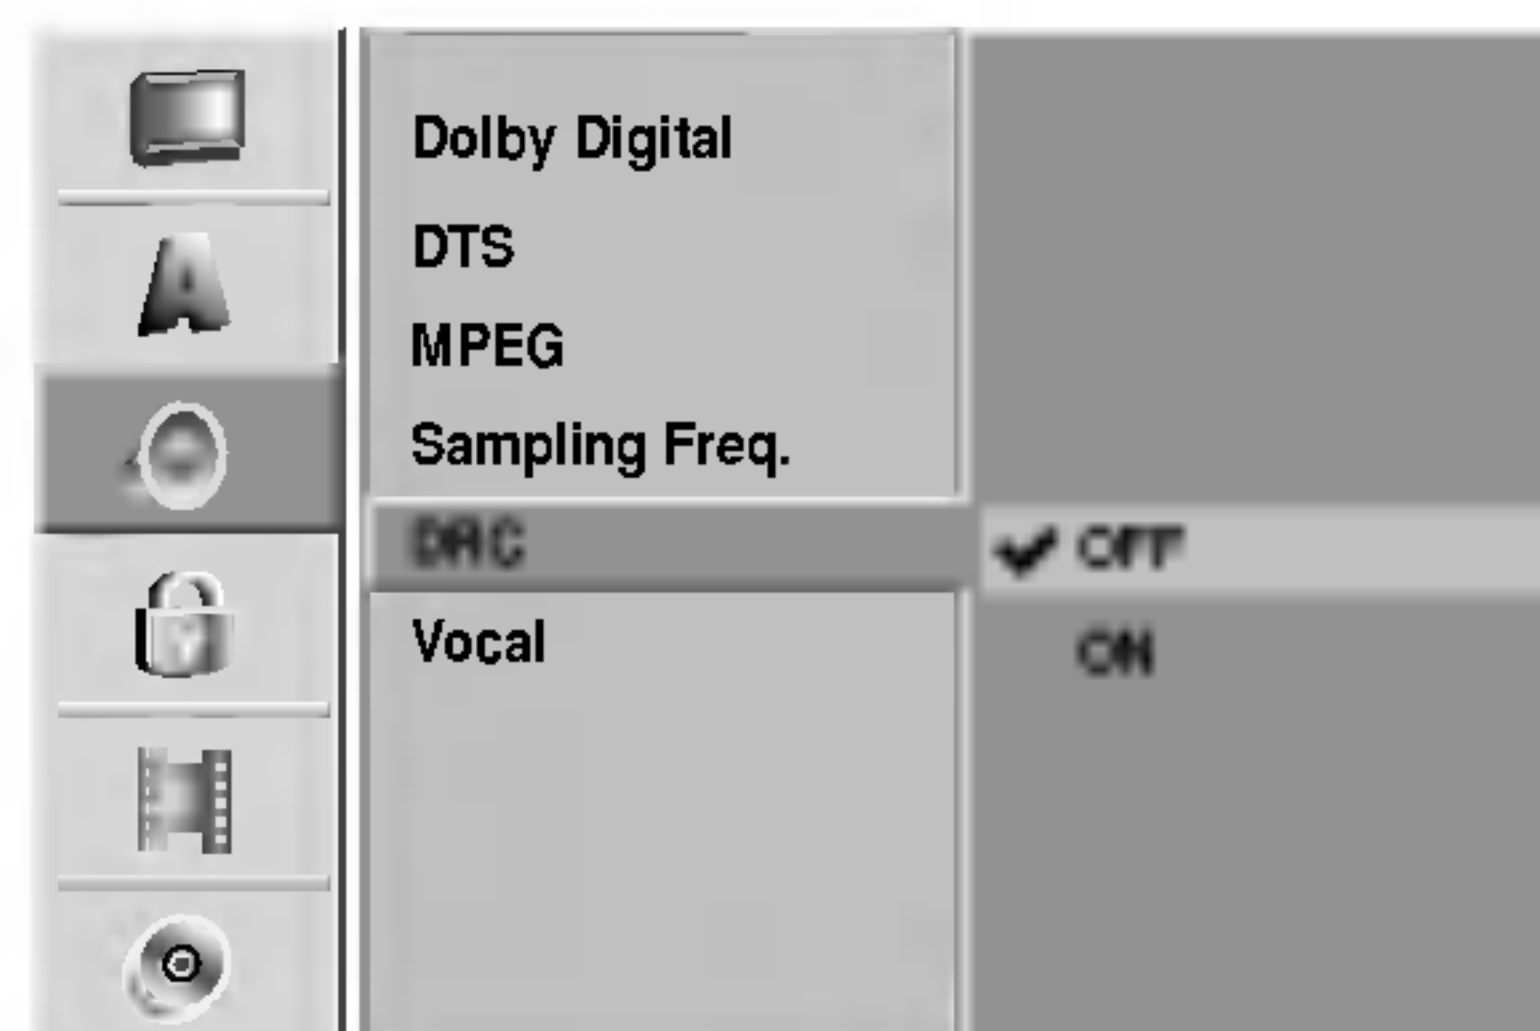 Dolby Digital
DTS
MPEG
Sampling Freq.
DRC
✔ OFF
ON
Vocal